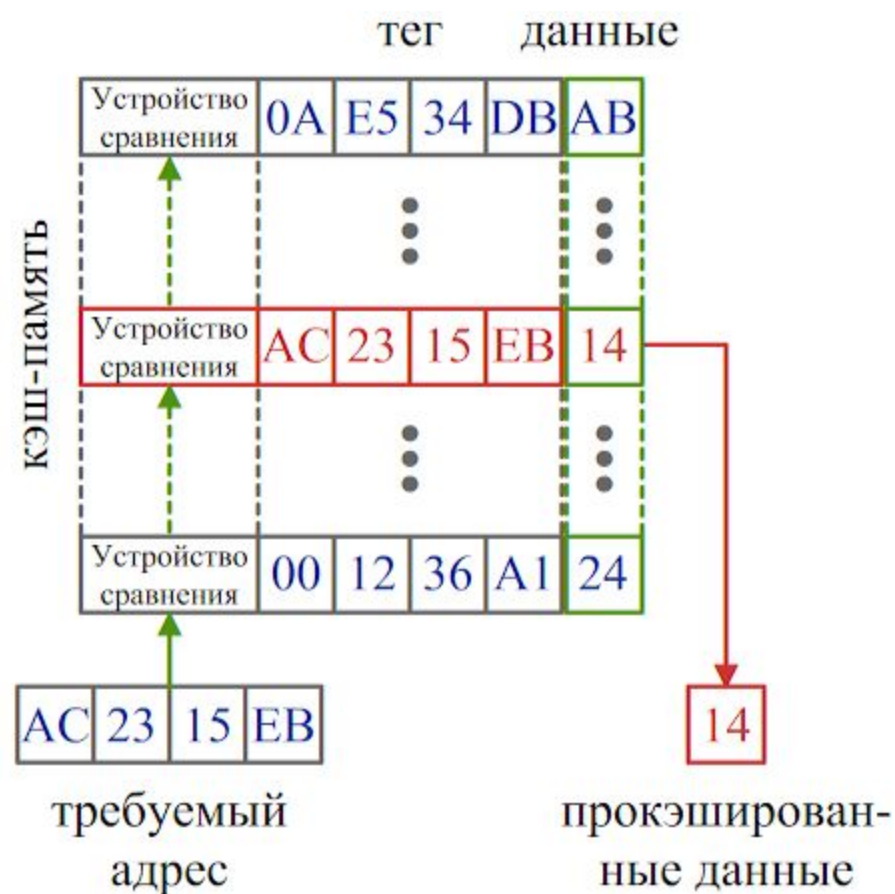 тег данные
Устройство
сравнения 0A E5 34 DB AB
кэш-память
Устройство
сравнения AC 23 15 EB 14
Устройство
сравнения 00 12 36 A1 24
AC 23 15 EB 14
требуемый
адрес
прокэширован-
ные данные